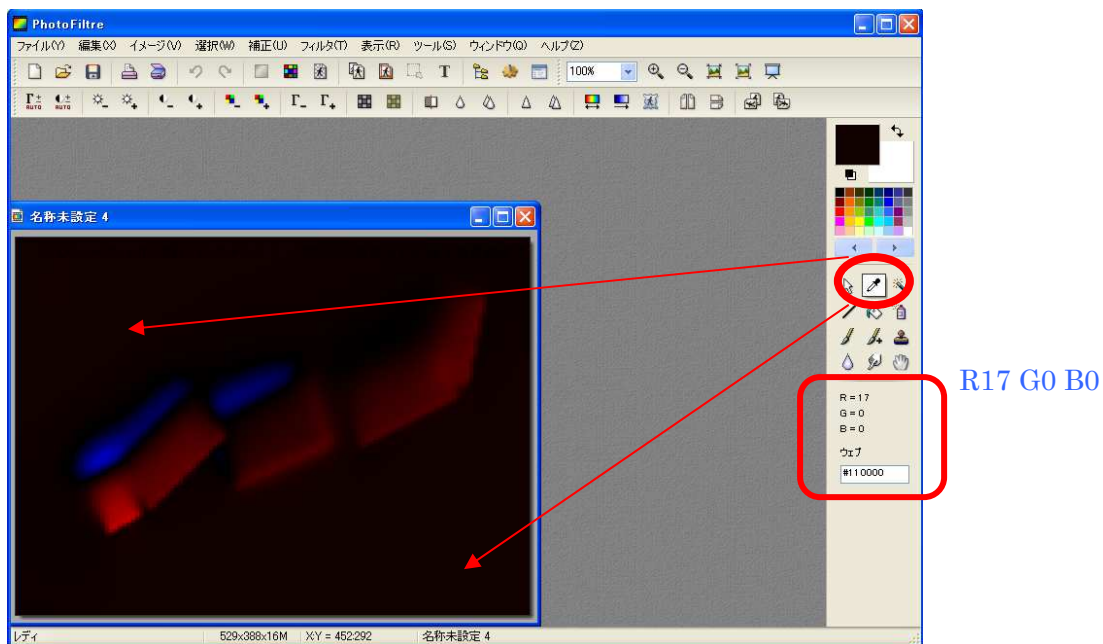 PhotoFiltre
ファイル(Y) 編集(X) イメージ(V) 選択(W) 補正(U) フィルタ(T) 表示(R) ツール(S) ウィンドウ(Q) ヘルプ(Z)
T 100%
AUTO AUTO
名称未設定 4
R = 17
G = 0
B = 0
R17 G0 B0
ウェブ
#110000
レディ 529x388x16M X:Y = 452:292 名称未設定 4